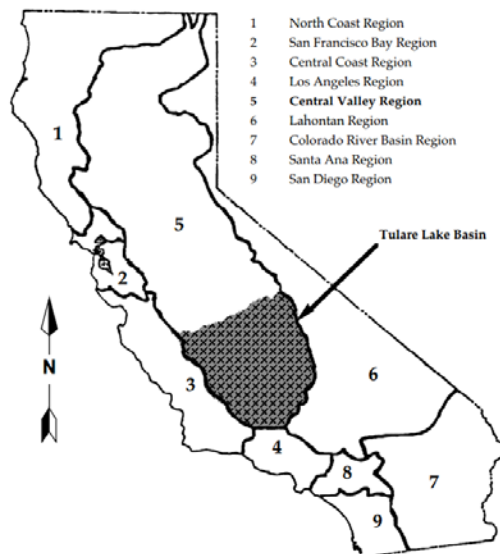 1 North Coast Region
2 San Francisco Bay Region
3 Central Coast Region
4 Los Angeles Region
5 Central Valley Region
6 Lahontan Region
7 Colorado River Basin Region
8 Santa Ana Region
9 San Diego Region
1
5
Tulare Lake Basin
2
N
3
6
4
8
7
9